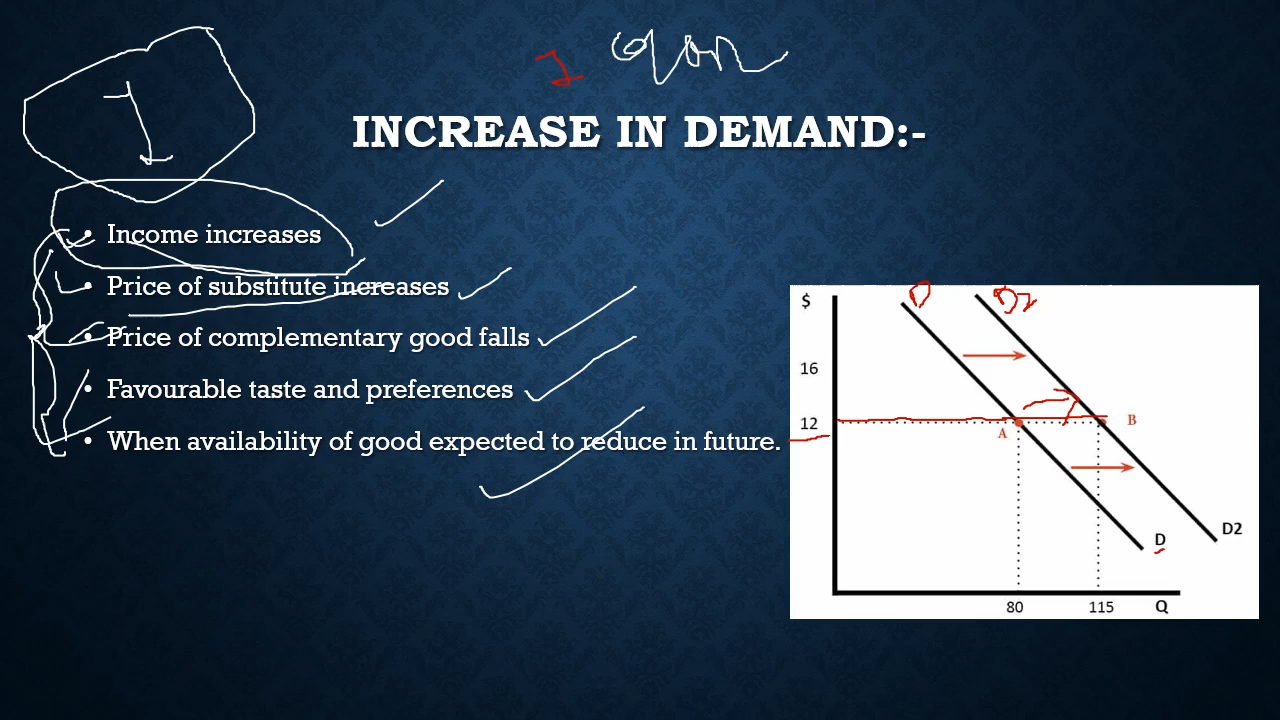 INCREASE IN DEMAND:-
• Income increases
• Price of substitute increases
• Price of complementary good falls
• Favourable taste and preferences
• When availability of good expected to reduce in future.
$
D D2
16
12
A B
D2
D
80 115 Q